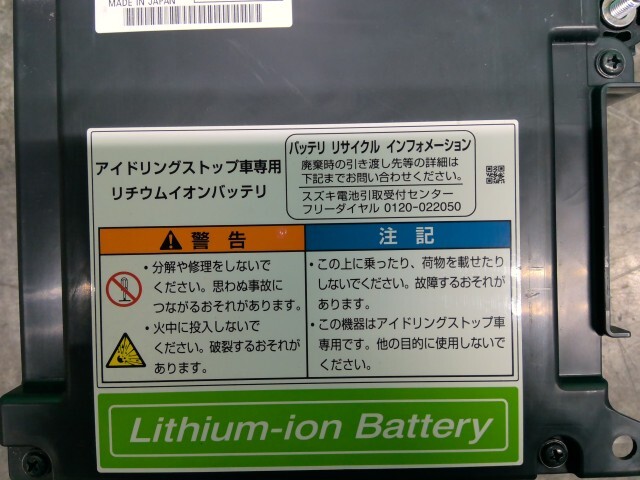 MADE IN JAPAN
アイドリングストップ車専用
リチウムイオンバッテリ
バッテリ リサイクル インフォメーション
廃棄時の引き渡し先等の詳細は
下記までお問い合わせください。
スズキ電池引取受付センター
フリーダイヤル 0120-022050
警告
・分解や修理をしないで
ください。思わぬ事故に
つながるおそれがあります。
・火中に投入しないで
ください。破裂するおそれが
あります。
注記
・この上に乗ったり、荷物を載せたり
しないでください。故障するおそれが
あります。
・この機器はアイドリングストップ車
専用です。他の目的に使用しないで
ください。
Lithium-ion Battery